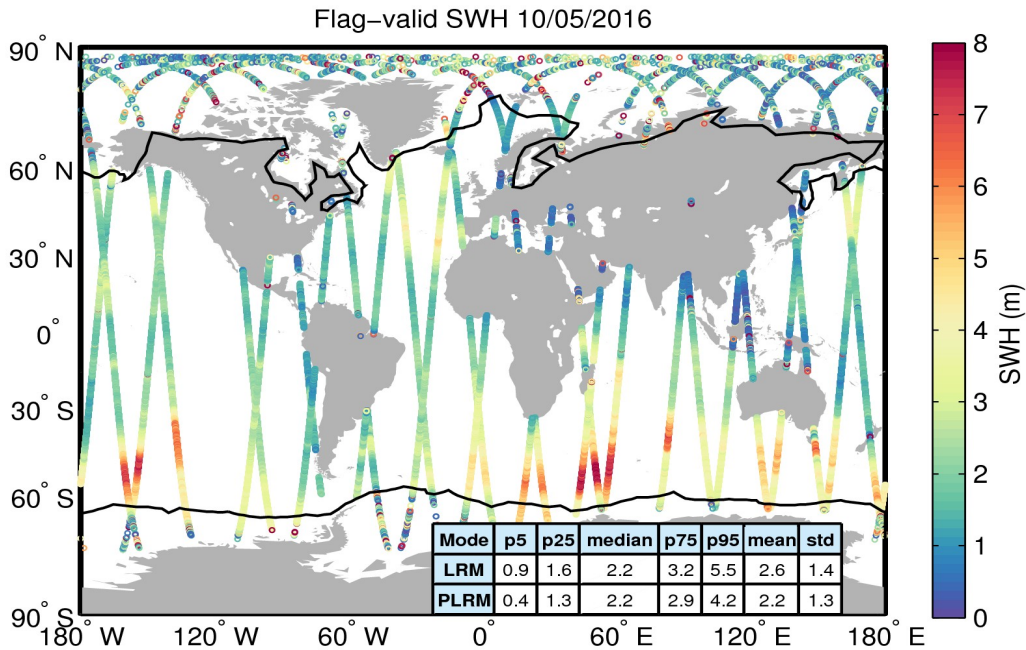 Flag−valid SWH 10/05/2016
90° N
60° N
30° N
0°
30° S
60° S
90° S
180° W
120° W
60° W
0°
60° E
120° E
180° E
8
7
6
5
4
3
2
1
0
SWH (m)
Mode p5 p25 median p75 p95 mean std
LRM 0.9 1.6 2.2 3.2 5.5 2.6 1.4
PLRM 0.4 1.3 2.2 2.9 4.2 2.2 1.3